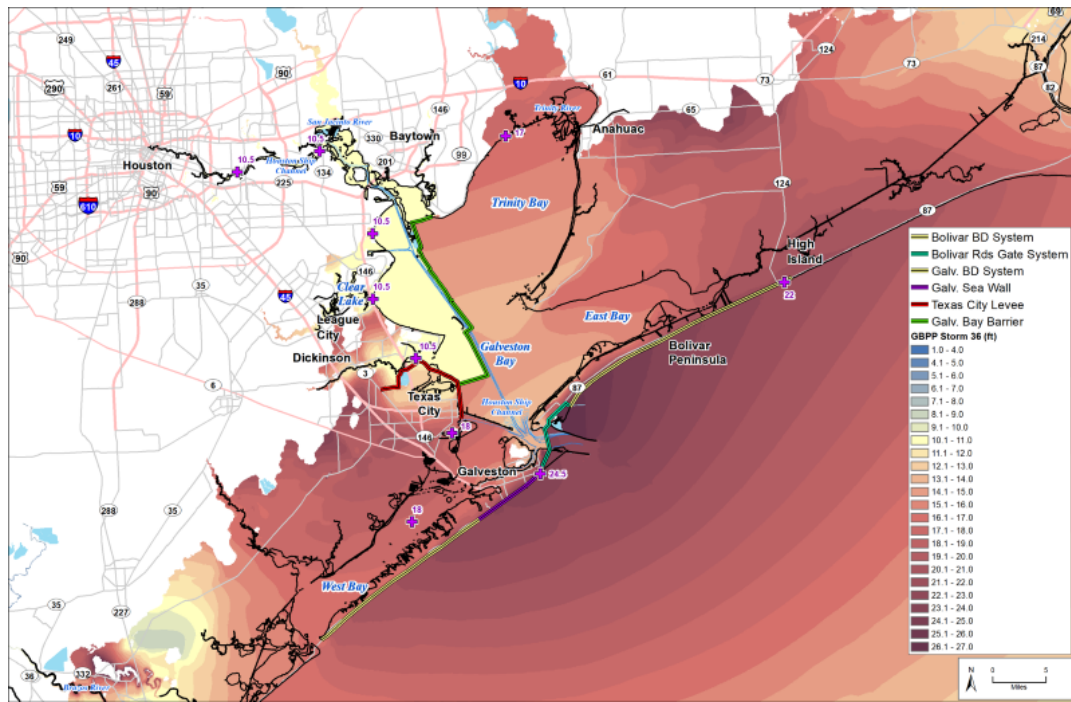 69
249
45
290
261
90
59
146
10
61
73
124
73
214
87
82
65
10
Houston
10.5
10.5
San Jacinto River
330
Baytown
201
99
Houston Ship
Channel
134
225
17
Trinity River
Anahuac
59
90
610
90
Trinity Bay
124
87
10.5
High
Island
22
35
45
146
Clear
Lake
10.5
League
City
288
Dickinson
10.5
3
6
Galveston
Bay
East Bay
Bolivar
Peninsula
Texas
City
87
Houston Ship
Channel
146
18
Galveston
24.5
288
35
18
West Bay
35
227
36
332
Brazos River
Bolivar BD System
Bolivar Rds Gate System
Galv. BD System
Galv. Sea Wall
Texas City Levee
Galv. Bay Barrier
GBPP Storm 36 (ft)
1.0 - 4.0
4.1 - 5.0
5.1 - 6.0
6.1 - 7.0
7.1 - 8.0
8.1 - 9.0
9.1 - 10.0
10.1 - 11.0
11.1 - 12.0
12.1 - 13.0
13.1 - 14.0
14.1 - 15.0
15.1 - 16.0
16.1 - 17.0
17.1 - 18.0
18.1 - 19.0
19.1 - 20.0
20.1 - 21.0
21.1 - 22.0
22.1 - 23.0
23.1 - 24.0
24.1 - 25.0
25.1 - 26.0
26.1 - 27.0
N
0 5
Miles